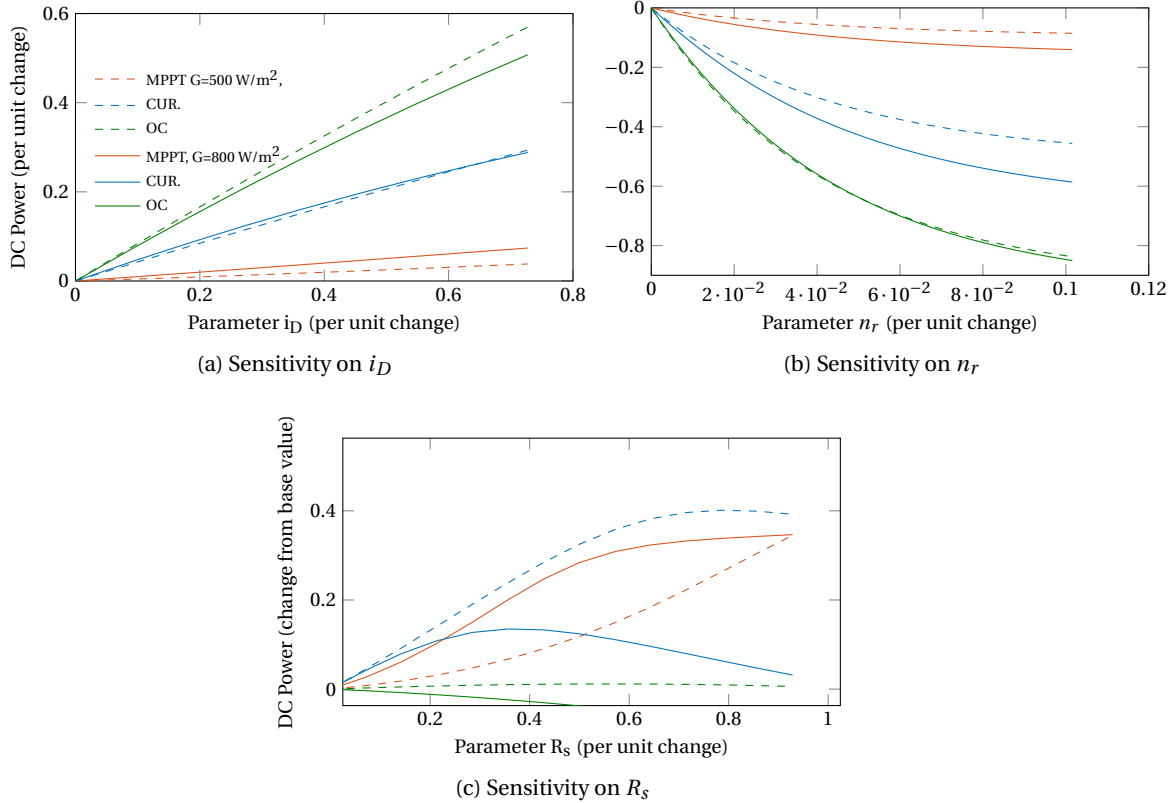 DC Power (per unit change)
0.6
0.4
0.2
0
MPPT G=500 W/m²,
CUR.
OC
MPPT, G=800 W/m²
CUR.
OC
0 0.2 0.4 0.6 0.8
Parameter i_D (per unit change)
(a) Sensitivity on i_D
0
−0.2
−0.4
−0.6
−0.8
0 2·10⁻² 4·10⁻² 6·10⁻² 8·10⁻² 0.1 0.12
Parameter n_r (per unit change)
(b) Sensitivity on n_r
DC Power (change from base value)
0.4
0.2
0
0.2 0.4 0.6 0.8 1
Parameter R_s (per unit change)
(c) Sensitivity on R_s